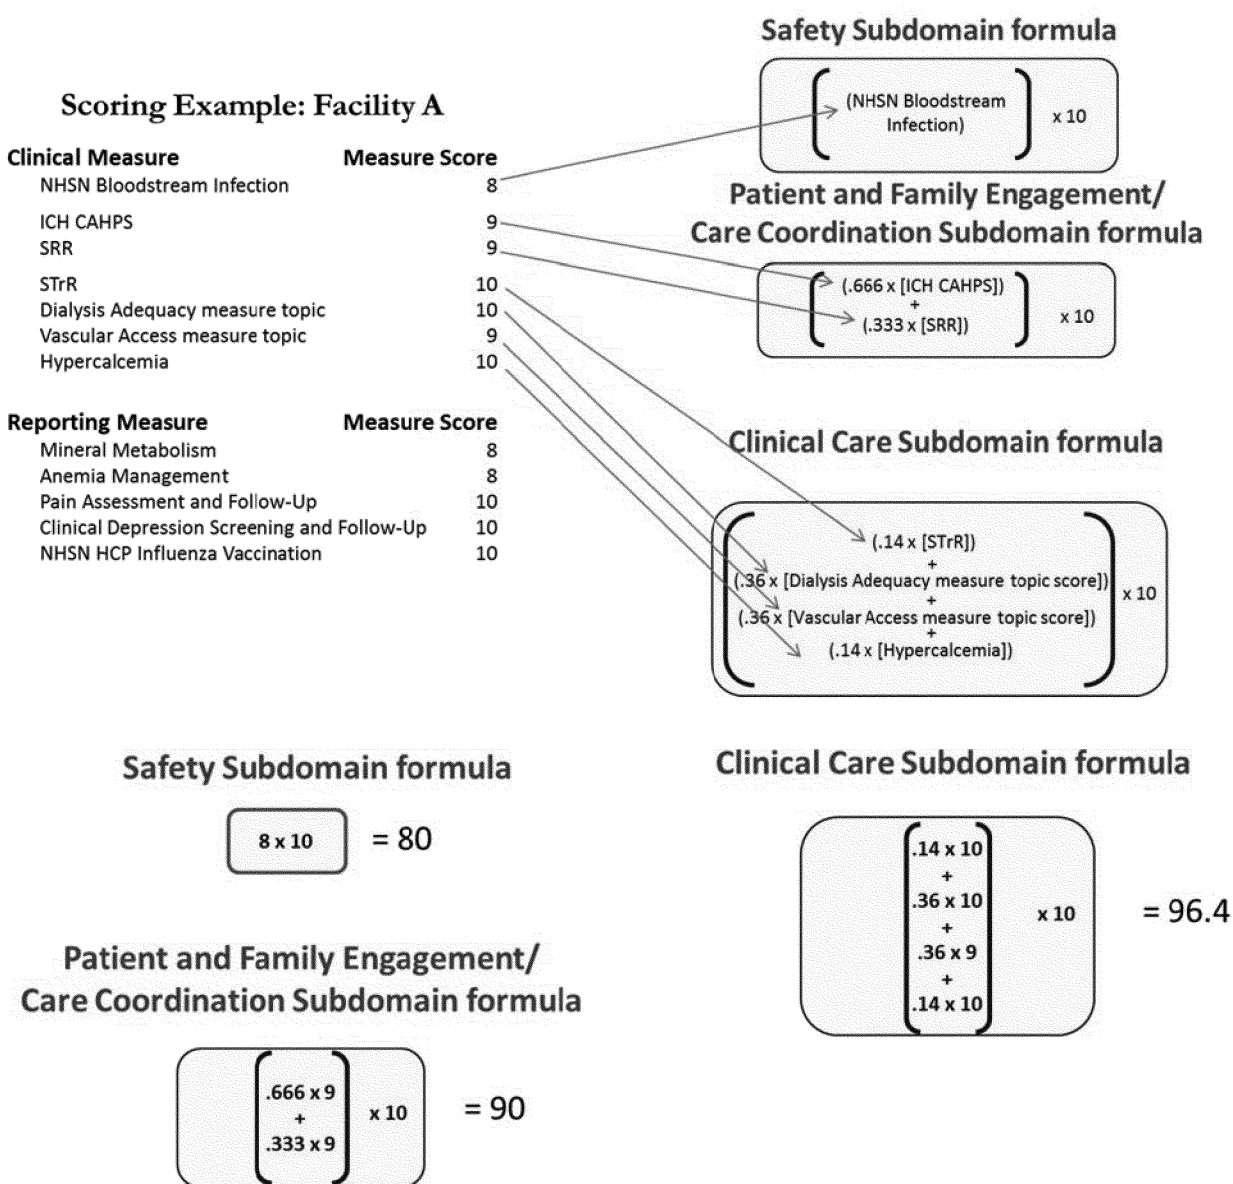 Scoring Example: Facility A
Clinical Measure Measure Score
NHSN Bloodstream Infection 8
ICH CAHPS 9
SRR 9
STrR 10
Dialysis Adequacy measure topic 10
Vascular Access measure topic 9
Hypercalcemia 10
Reporting Measure Measure Score
Mineral Metabolism 8
Anemia Management 8
Pain Assessment and Follow-Up 10
Clinical Depression Screening and Follow-Up 10
NHSN HCP Influenza Vaccination 10
Safety Subdomain formula
(NHSN Bloodstream
Infection)
x 10
Patient and Family Engagement/
Care Coordination Subdomain formula
(.666 x [ICH CAHPS])
+
(.333 x [SRR])
x 10
Clinical Care Subdomain formula
(.14 x [STrR])
+
(.36 x [Dialysis Adequacy measure topic score])
+
(.36 x [Vascular Access measure topic score])
+
(.14 x [Hypercalcemia])
x 10
Safety Subdomain formula
8 x 10 = 80
Patient and Family Engagement/
Care Coordination Subdomain formula
.666 x 9
+
.333 x 9
x 10 = 90
Clinical Care Subdomain formula
.14 x 10
+
.36 x 10
+
.36 x 9
+
.14 x 10
x 10 = 96.4